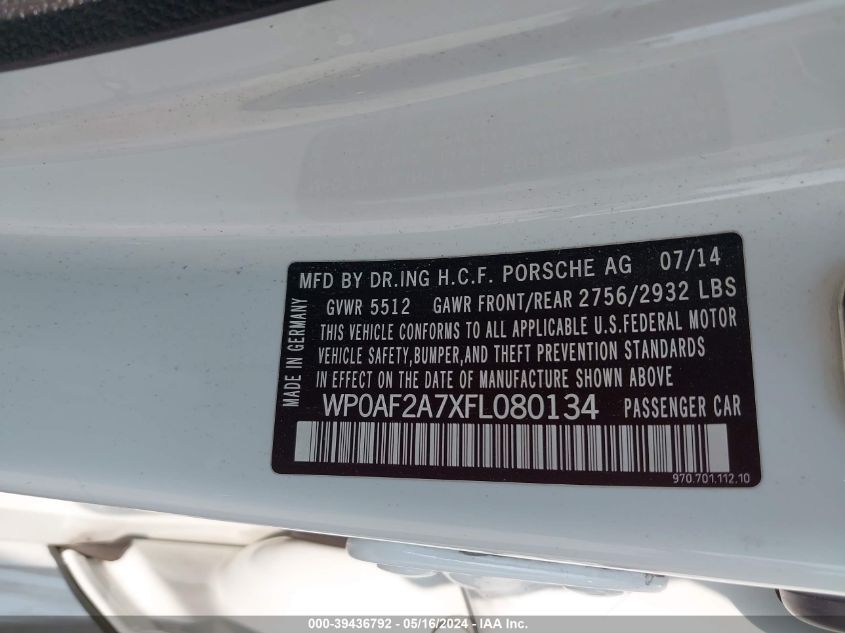 MFD BY DR.ING H.C.F. PORSCHE AG 07/14
GVWR 5512 GAWR FRONT/REAR 2756/2932 LBS
THIS VEHICLE CONFORMS TO ALL APPLICABLE U.S.FEDERAL MOTOR
VEHICLE SAFETY,BUMPER,AND THEFT PREVENTION STANDARDS
IN EFFECT ON THE DATE OF MANUFACTURE SHOWN ABOVE
WP0AF2A7XFL080134 PASSENGER CAR
970.701.112.10
MADE IN GERMANY
000-39436792 - 05/16/2024 - IAA Inc.